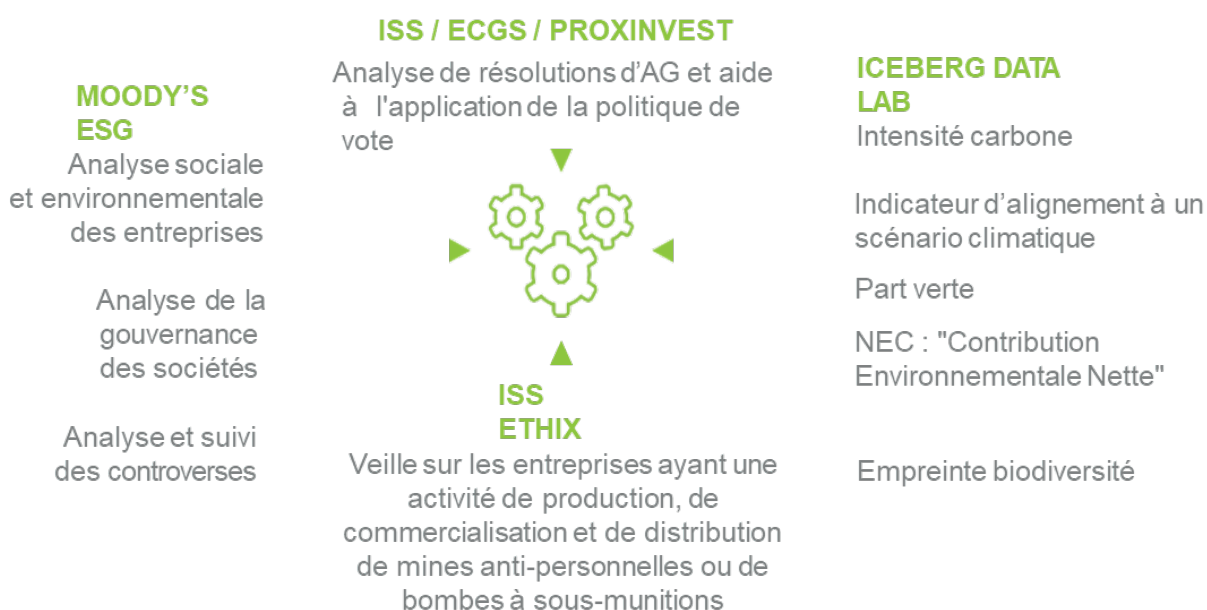 ISS / ECGS / PROXINVEST
Analyse de résolutions d'AG et aide
à l'application de la politique de
vote
MOODY'S
ESG
Analyse sociale
et environnementale
des entreprises
Analyse de la
gouvernance
des sociétés
Analyse et suivi
des controverses
ICEBERG DATA
LAB
Intensité carbone
Indicateur d'alignement à un
scénario climatique
Part verte
NEC : "Contribution
Environnementale Nette"
Empreinte biodiversité
ISS
ETHIX
Veille sur les entreprises ayant une
activité de production, de
commercialisation et de distribution
de mines anti-personnelles ou de
bombes à sous-munitions